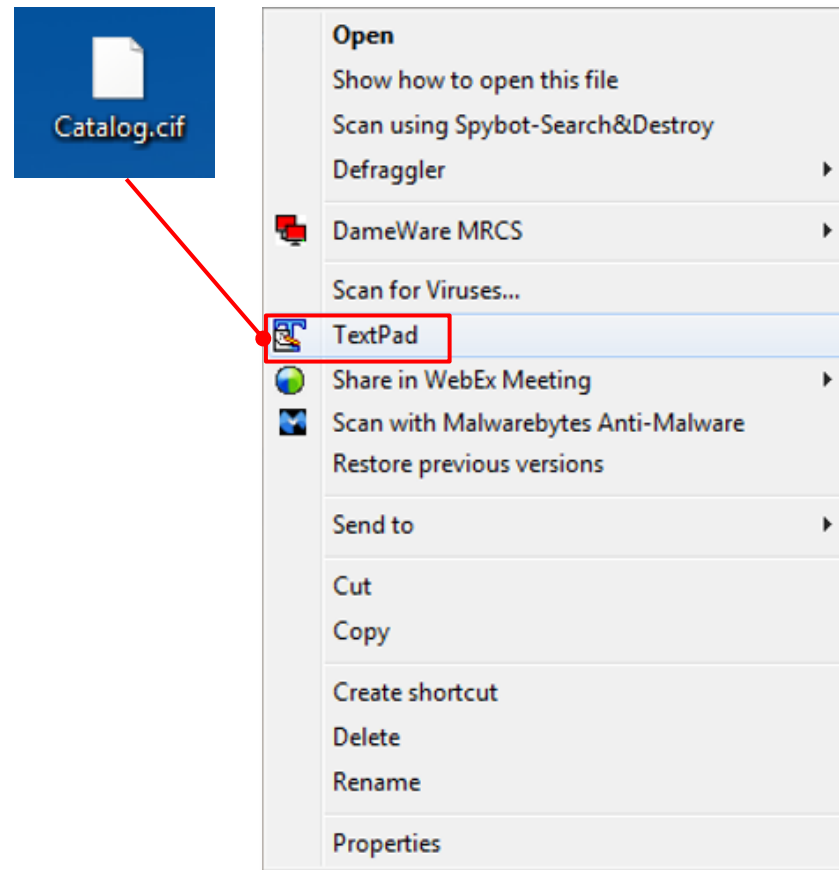 Catalog.cif
Open
Show how to open this file
Scan using Spybot-Search&Destroy
Defraggler
DameWare MRCS
Scan for Viruses...
TextPad
Share in WebEx Meeting
Scan with Malwarebytes Anti-Malware
Restore previous versions
Send to
Cut
Copy
Create shortcut
Delete
Rename
Properties